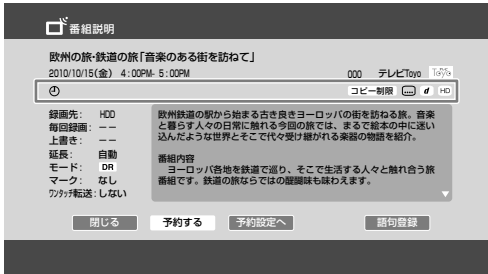 番組説明
欧州の旅・鉄道の旅「音楽のある街を訪ねて」
2010/10/15(金) 4:00PM- 5:00PM 000 テレビToyo Toyo
コピー制限 d HD
録画先: HDD
毎回録画: −−
上書き: −−
延長: 自動
モード: DR
マーク: なし
ワンタッチ転送: しない
欧州鉄道の駅から始まる古き良きヨーロッパの街を訪ねる旅。音楽
と暮らす人々の日常に触れる今回の旅では、まるで絵本の中に迷い
込んだような世界とそこで代々受け継がれる楽器の物語を紹介。
番組内容
ヨーロッパ各地を鉄道で巡り、そこで生活する人々と触れ合う旅
番組です。鉄道の旅ならではの醍醐味も味わえます。
閉じる 予約する 予約設定へ 語句登録